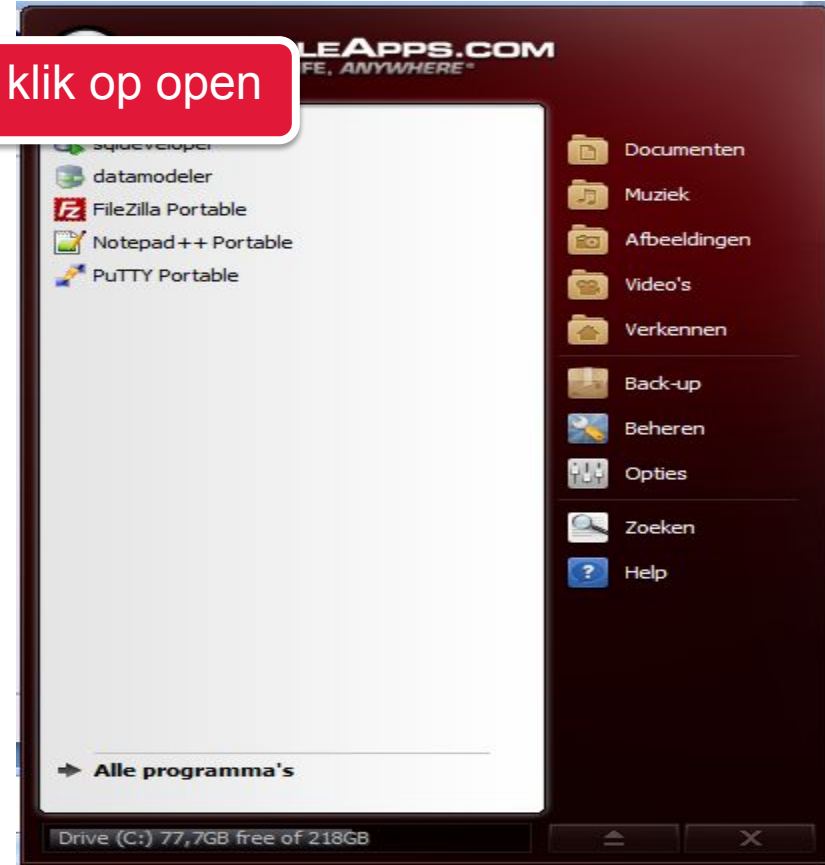 klik op open
LEAPPS.COM
FE, ANYWHERE
sqldeveloper
datamodeler
FileZilla Portable
Notepad++ Portable
PuTTY Portable
Alle programma's
Drive (C:) 77,7GB free of 218GB
Documenten
Muziek
Afbeeldingen
Video's
Verkennen
Back-up
Beheren
Opties
Zoeken
Help